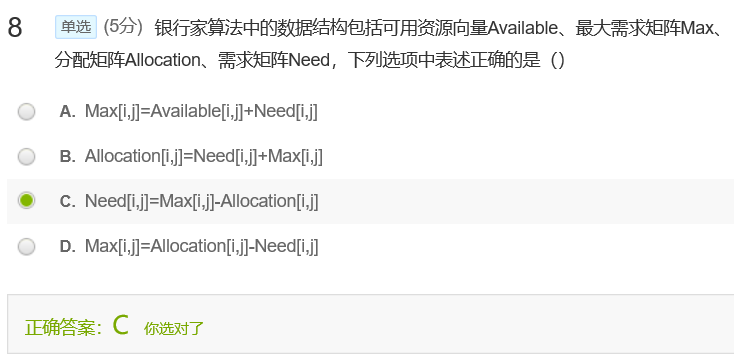 8 单选 (5分) 银行家算法中的数据结构包括可用资源向量Available、最大需求矩阵Max、
分配矩阵Allocation、需求矩阵Need，下列选项中表述正确的是（）
A. Max[i,j]=Available[i,j]+Need[i,j]
B. Allocation[i,j]=Need[i,j]+Max[i,j]
C. Need[i,j]=Max[i,j]-Allocation[i,j]
D. Max[i,j]=Allocation[i,j]-Need[i,j]
正确答案：C 你选对了